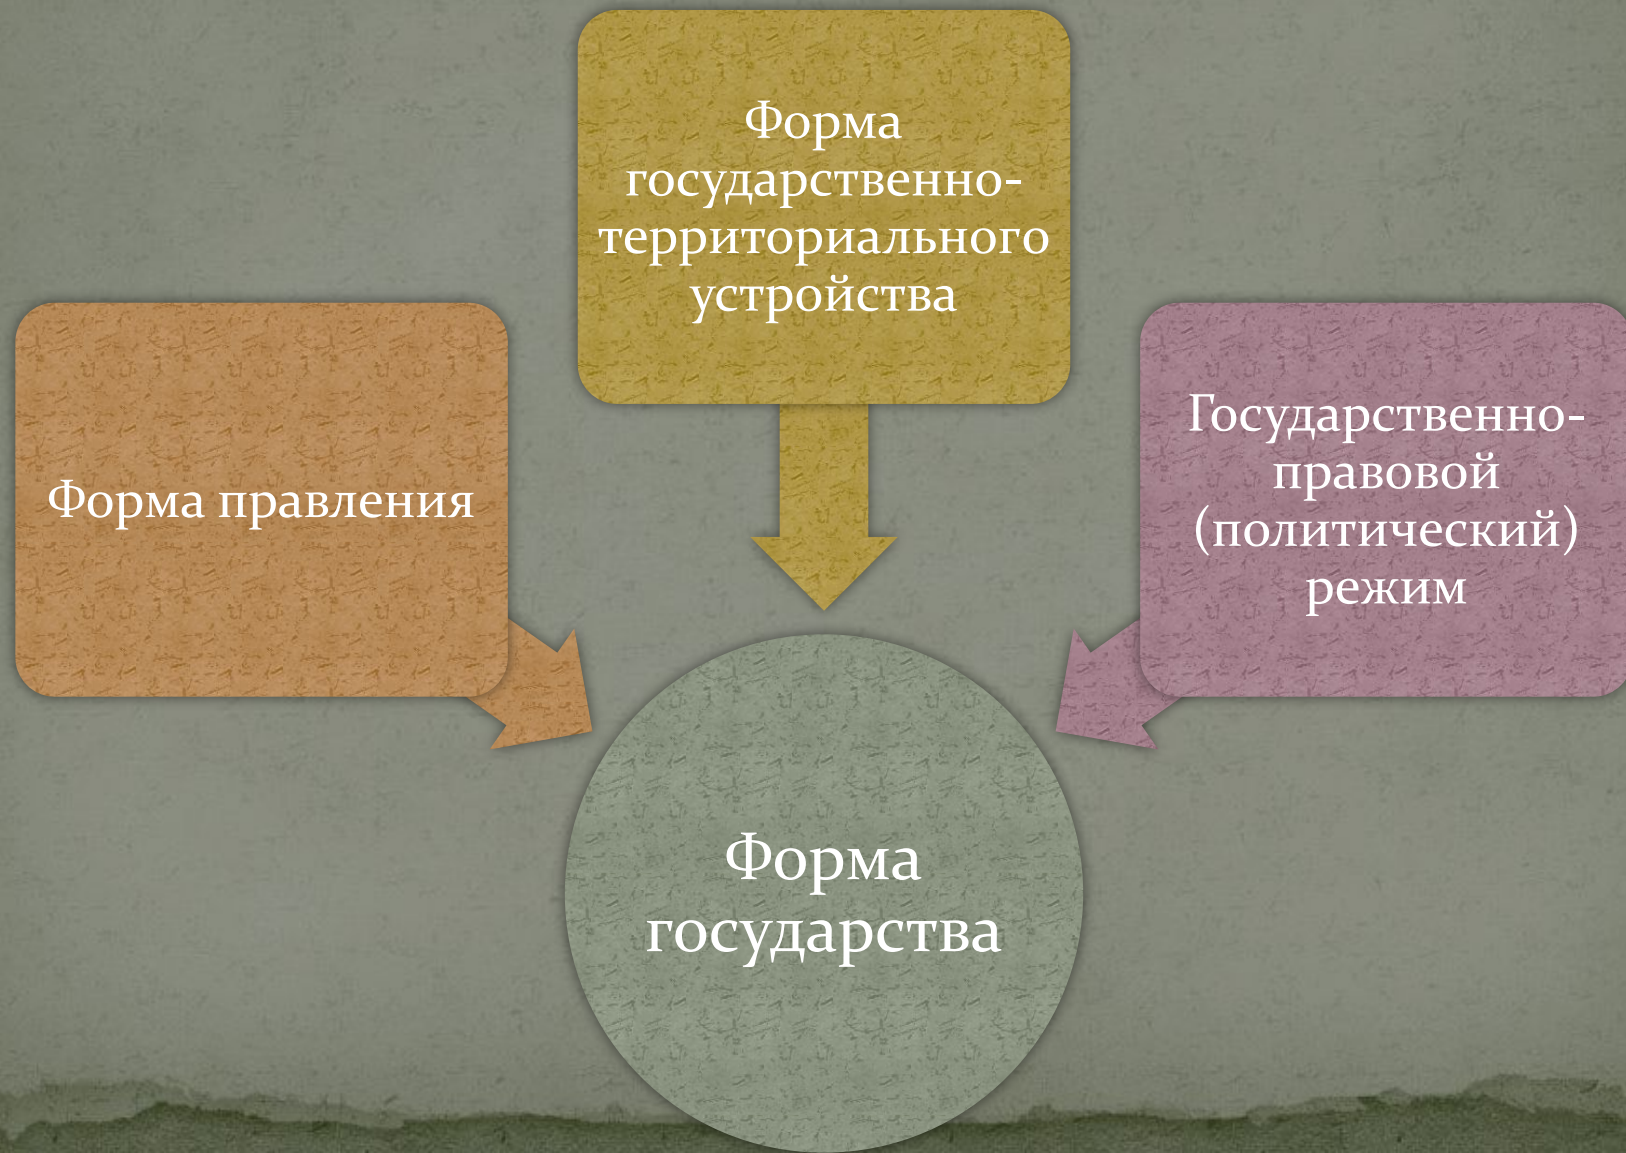 Форма
государственно-
территориального
устройства
Форма правления
Государственно-
правовой
(политический)
режим
Форма
государства